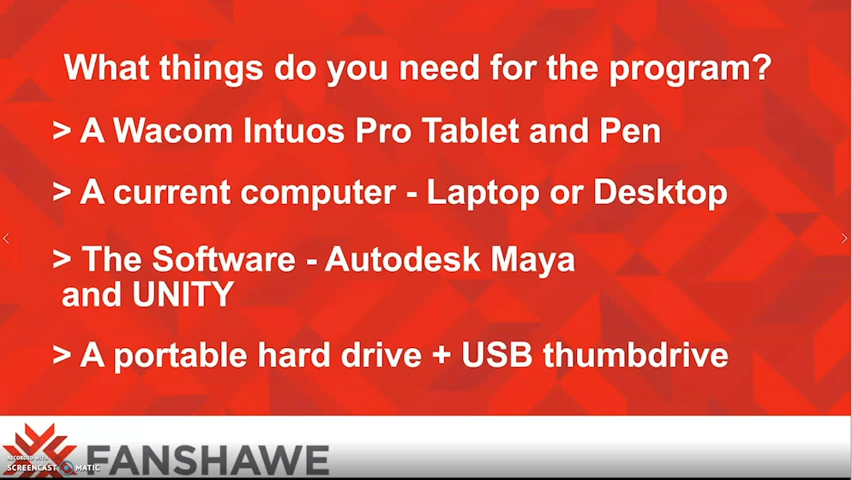 What things do you need for the program?
> A Wacom Intuos Pro Tablet and Pen
> A current computer - Laptop or Desktop
> The Software - Autodesk Maya
and UNITY
> A portable hard drive + USB thumbdrive
RECORDED WITH
SCREENCAST MATIC
FANSHAWE